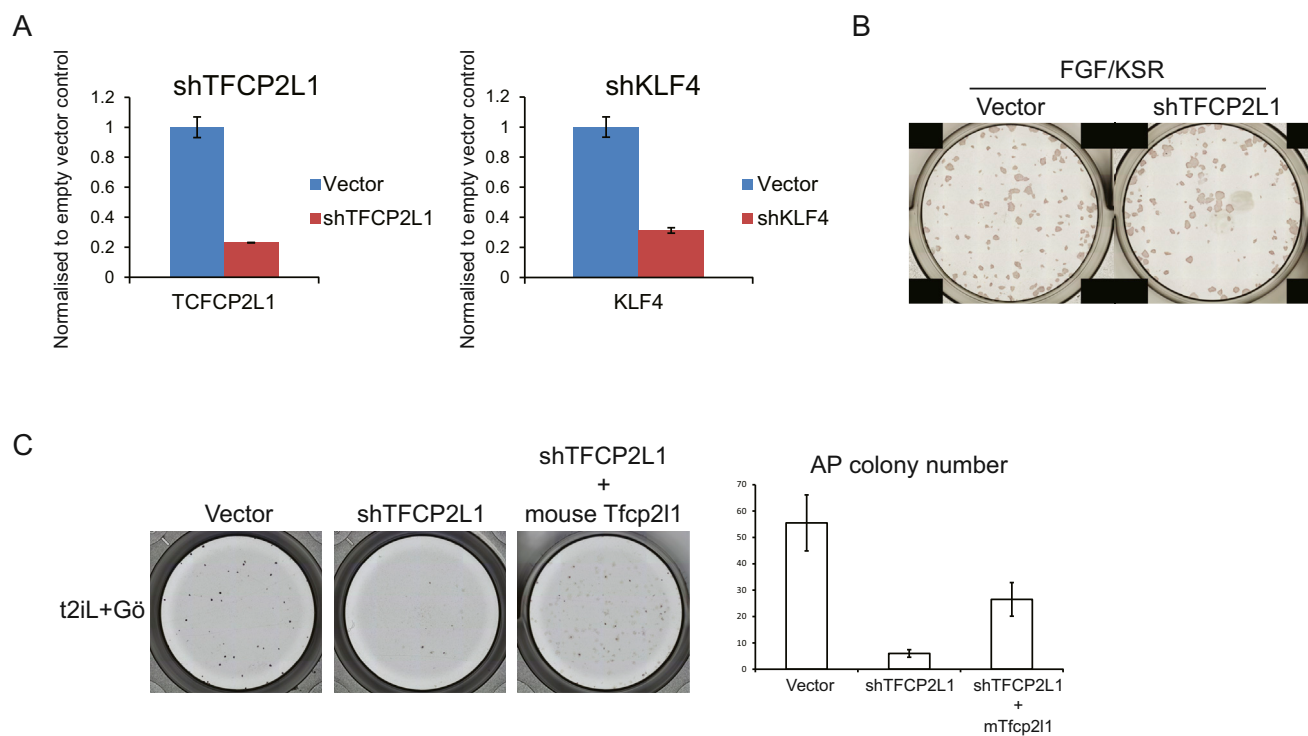 A
Normalised to empty vector control
shTFCP2L1
1.2
1
0.8
0.6
0.4
0.2
0
TCFCP2L1
Vector
shTFCP2L1
Normalised to empty vector control
shKLF4
1.2
1
0.8
0.6
0.4
0.2
0
KLF4
Vector
shKLF4
B
FGF/KSR
Vector
shTFCP2L1
C
Vector
shTFCP2L1
shTFCP2L1
+
mouse Tfcp2l1
t2iL+Gö
AP colony number
70
60
50
40
30
20
10
0
Vector
shTFCP2L1
shTFCP2L1
+
mTfcp2l1